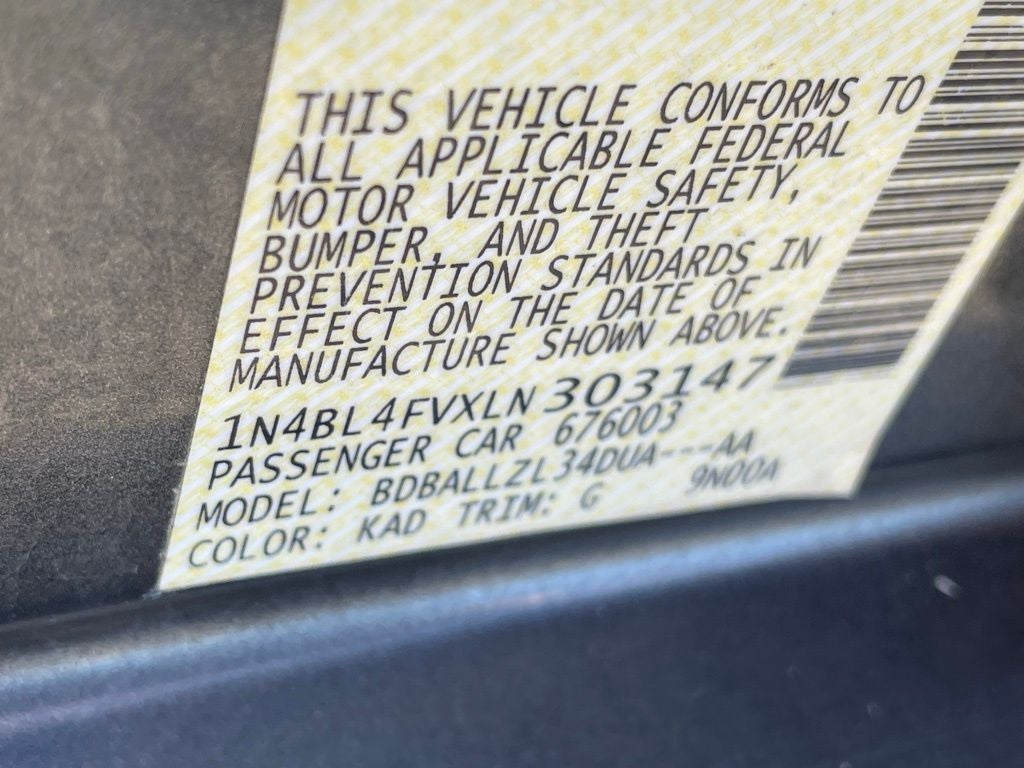 THIS VEHICLE CONFORMS TO
ALL APPLICABLE FEDERAL
MOTOR VEHICLE SAFETY,
BUMPER, AND THEFT
PREVENTION STANDARDS IN
EFFECT ON THE DATE OF
MANUFACTURE SHOWN ABOVE.
1N4BL4FVXLN303147
PASSENGER CAR 676003
MODEL: BDBALLZL34DUA---AA
COLOR: KAD TRIM: G 9N00A